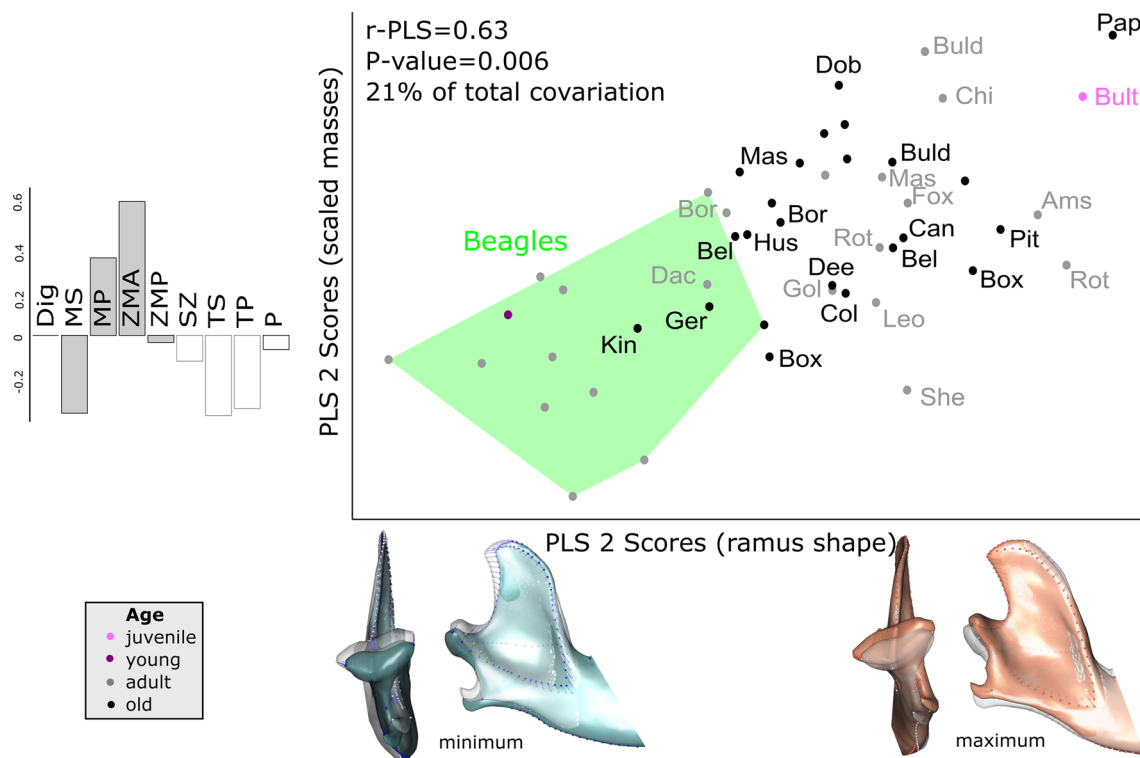 r-PLS=0.63
P-value=0.006
21% of total covariation
Pap
Buld
Dob
Chi
Bult
Mas
Buld
Mas
Fox
Ams
Bor
Bor
Can
Pit
Beagles
Bel
Hus
Rot
Bel
Dac
Dee
Box
Rot
Gol
Ger
Col
Leo
Kin
Box
She
PLS 2 Scores (scaled masses)
0.6
0.4
0.2
0
-0.2
Dig
MS
MP
ZMA
ZMP
SZ
TS
TP
P
PLS 2 Scores (ramus shape)
Age
juvenile
young
adult
old
minimum
maximum